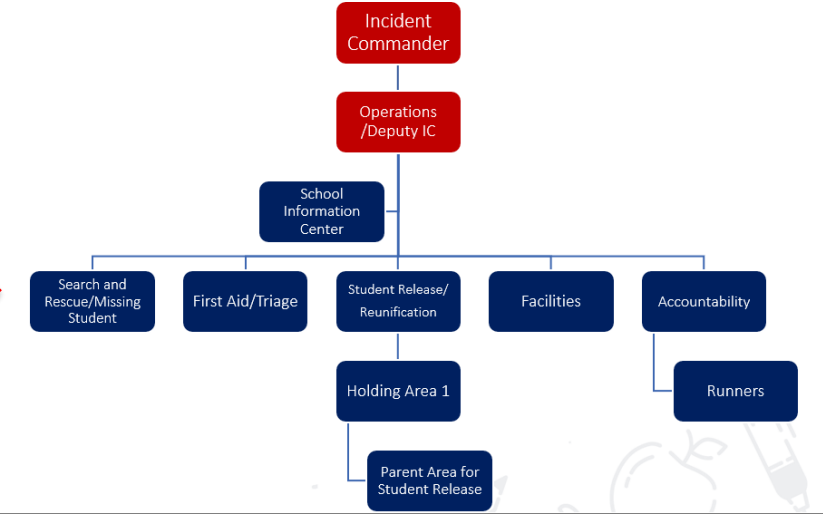 Incident
Commander
Operations
/Deputy IC
School
Information
Center
Search and
Rescue/Missing
Student
First Aid/Triage
Student Release/
Reunification
Facilities
Accountability
Holding Area 1
Runners
Parent Area for
Student Release